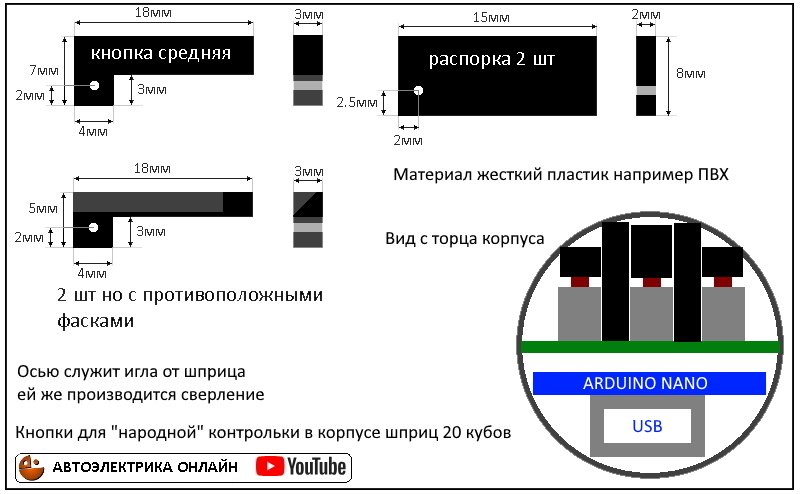 18мм
3мм
15мм
2мм
кнопка средняя
распорка 2 шт
7мм
2мм
3мм
4мм
2.5мм
2мм
8мм
18мм
3мм
5мм
2мм
3мм
4мм
Материал жесткий пластик например ПВХ
Вид с торца корпуса
2 шт но с противоположными
фасками
Осью служит игла от шприца
ей же производится сверление
ARDUINO NANO
USB
Кнопки для "народной" контрольки в корпусе шприц 20 кубов
АВТОЭЛЕКТРИКА ОНЛАЙН
YouTube